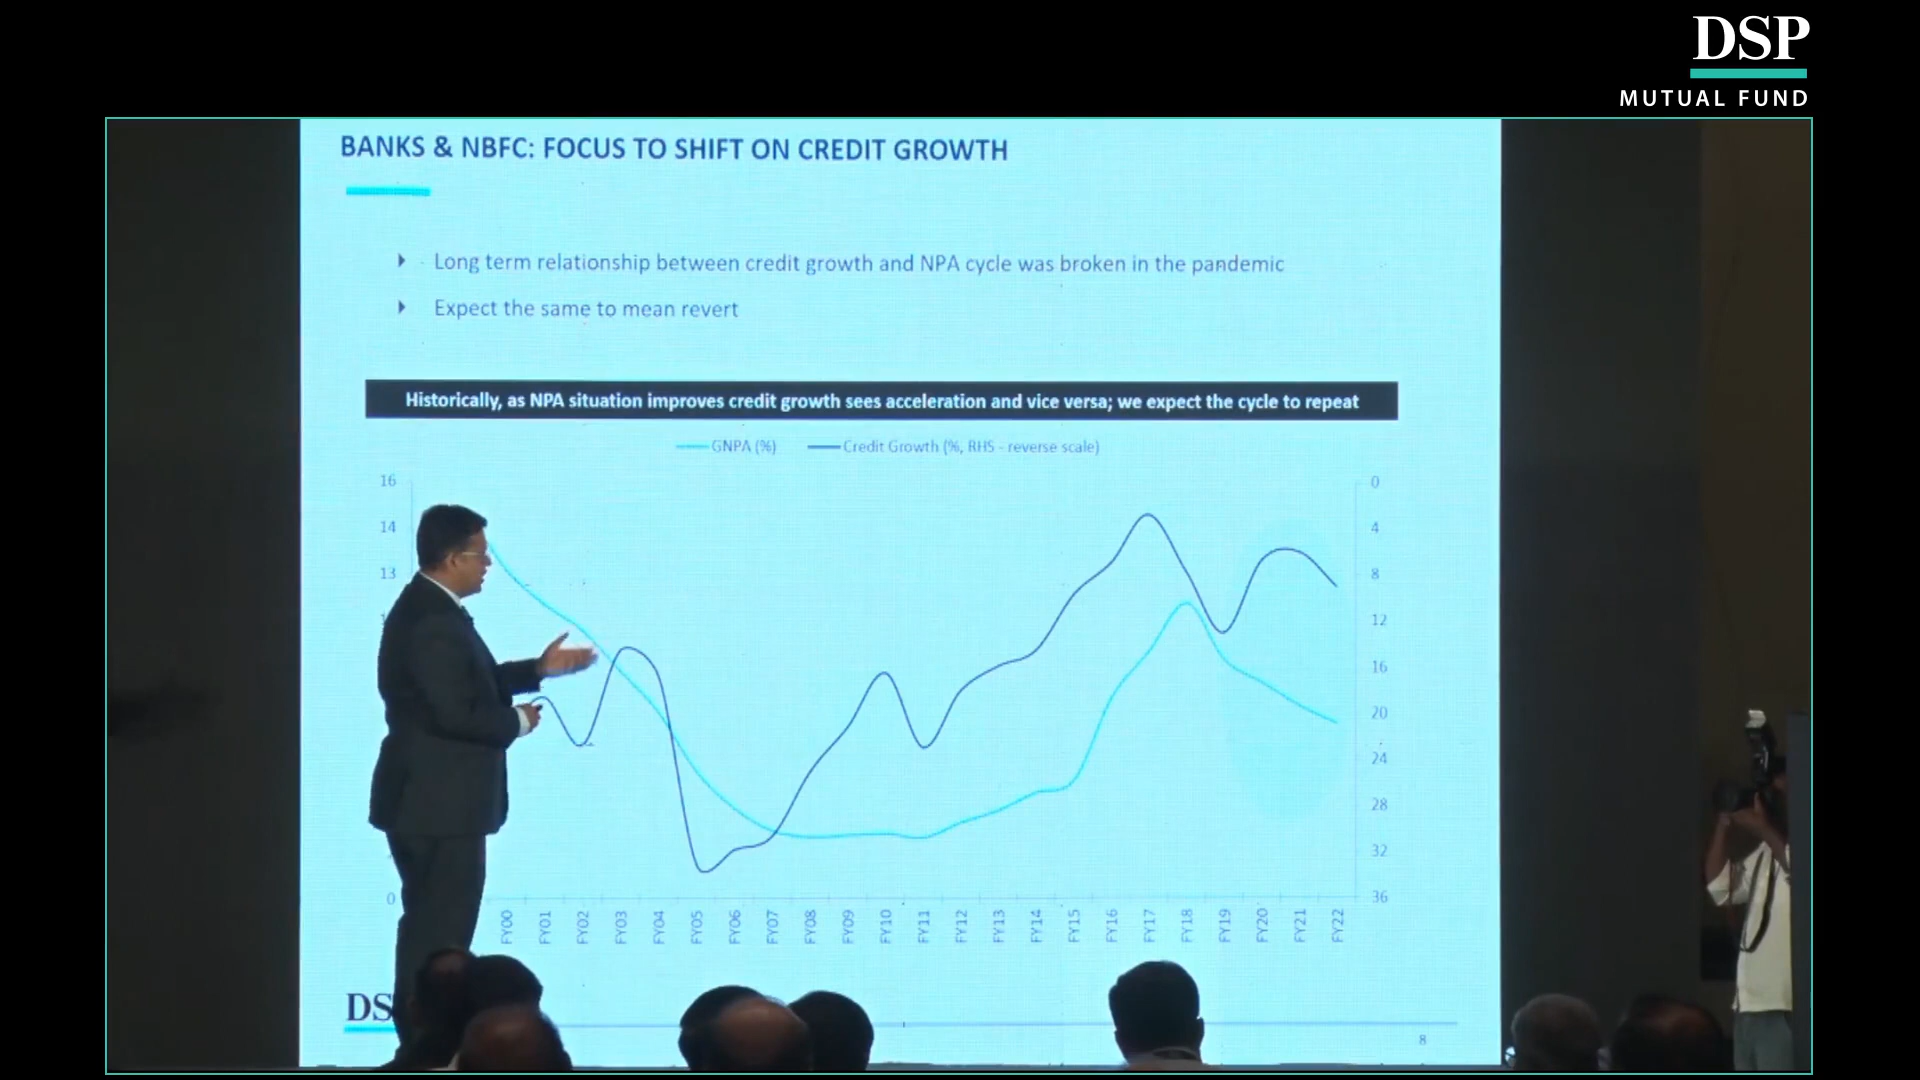 DSP
MUTUAL FUND
BANKS & NBFC: FOCUS TO SHIFT ON CREDIT GROWTH
Long term relationship between credit growth and NPA cycle was broken in the pandemic
Expect the same to mean revert
Historically, as NPA situation improves credit growth sees acceleration and vice versa; we expect the cycle to repeat
GNPA (%) Credit Growth (%, RHS - reverse scale)
16 0
14 4
13 8
12
16
20
24
28
32
0 36
FY00 FY01 FY02 FY03 FY04 FY05 FY06 FY07 FY08 FY09 FY10 FY11 FY12 FY13 FY14 FY15 FY16 FY17 FY18 FY19 FY20 FY21 FY22
DS
8